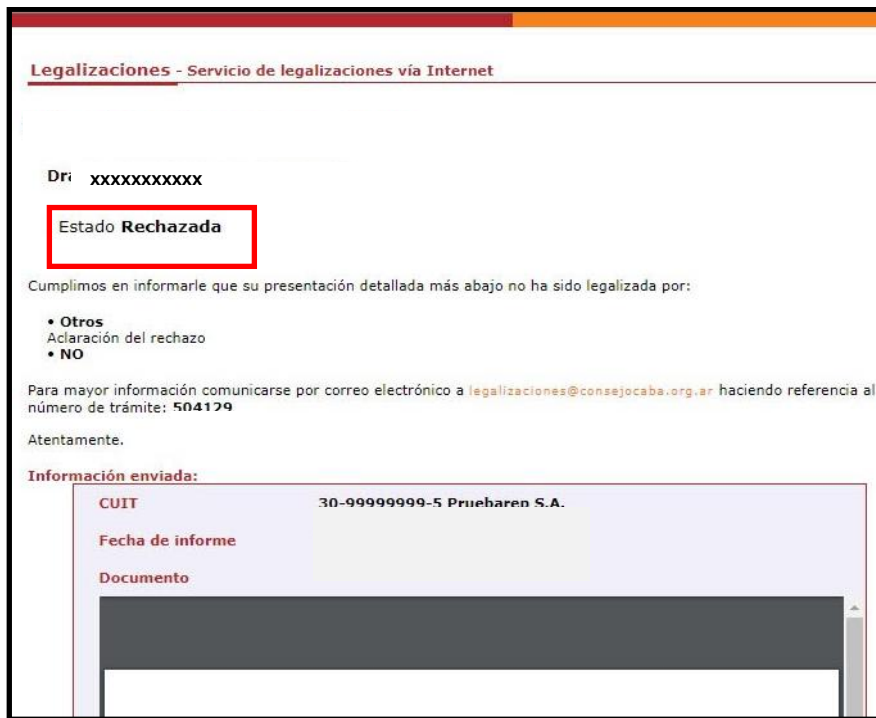 Legalizaciones - Servicio de legalizaciones vía Internet
Dra xxxxxxxxxxx
Estado Rechazada
Cumplimos en informarle que su presentación detallada más abajo no ha sido legalizada por:
• Otros
Aclaración del rechazo
• NO
Para mayor información comunicarse por correo electrónico a legalizaciones@consejocaba.org.ar haciendo referencia al
número de trámite: 504129
Atentamente.
Información enviada:
CUIT 30-99999999-5 Pruebaren S.A.
Fecha de informe
Documento